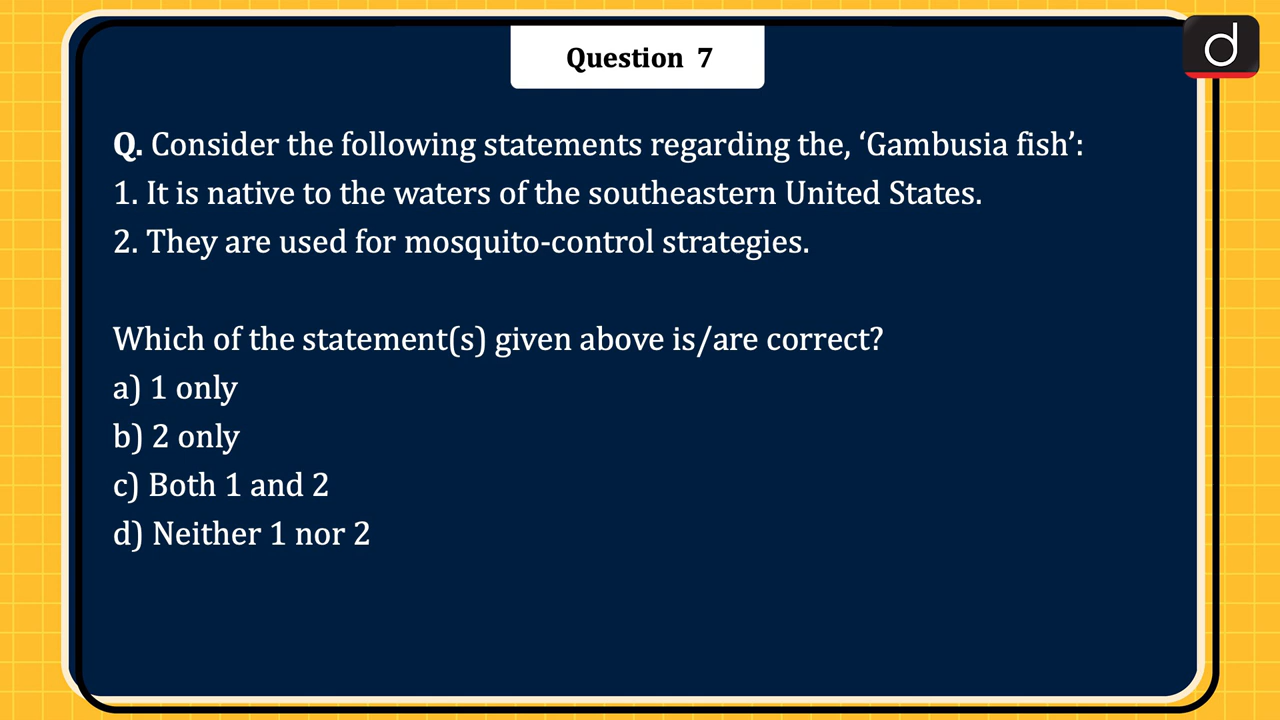 Question 7
d
Q. Consider the following statements regarding the, ‘Gambusia fish’:
1. It is native to the waters of the southeastern United States.
2. They are used for mosquito-control strategies.
Which of the statement(s) given above is/are correct?
a) 1 only
b) 2 only
c) Both 1 and 2
d) Neither 1 nor 2